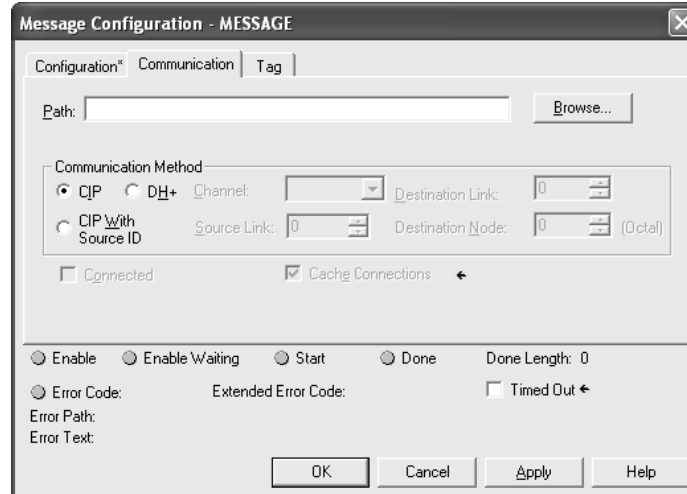 Message Configuration - MESSAGE
Configuration* Communication Tag
Path: Browse...
Communication Method
CIP DH+ Channel: Destination Link: 0
CIP With Source ID Source Link: 0 Destination Node: 0 (Octal)
Connected Cache Connections ←
Enable Enable Waiting Start Done Done Length: 0
Error Code: Extended Error Code: Timed Out ←
Error Path:
Error Text:
OK Cancel Apply Help